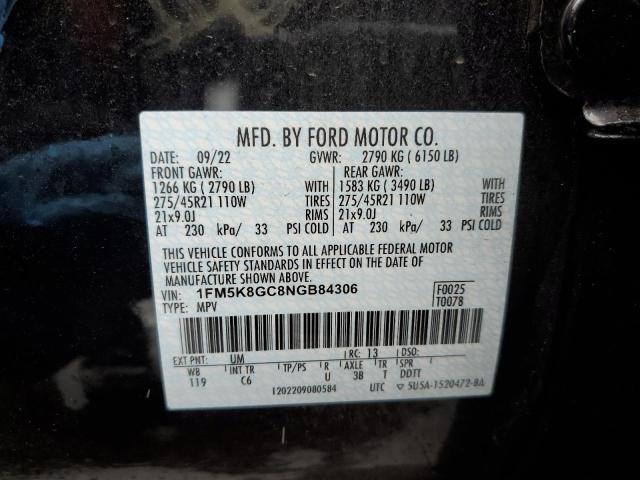 MFD. BY FORD MOTOR CO.
DATE: 09/22 GVWR: 2790 KG ( 6150 LB)
FRONT GAWR: REAR GAWR:
1266 KG ( 2790 LB) WITH 1583 KG ( 3490 LB) WITH
275/45R21 110W TIRES 275/45R21 110W TIRES
21x9.0J RIMS 21x9.0J RIMS
AT 230 kPa/ 33 PSI COLD AT 230 kPa/ 33 PSI COLD
THIS VEHICLE CONFORMS TO ALL APPLICABLE FEDERAL MOTOR
VEHICLE SAFETY STANDARDS IN EFFECT ON THE DATE OF
MANUFACTURE SHOWN ABOVE.
VIN: 1FM5K8GC8NGB84306 F0025
TYPE: MPV T0078
EXT PNT: UM RC: 13 DSO:
WB INT TR TP/PS R AXLE TR SPR
119 C6 U 3B T DDTT
1202209080584 UTC ▽ 5USA-1520472-BA